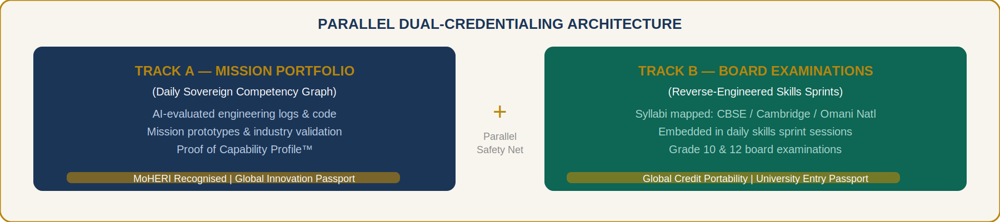 PARALLEL DUAL-CREDENTIALING ARCHITECTURE
TRACK A — MISSION PORTFOLIO
(Daily Sovereign Competency Graph)
AI-evaluated engineering logs & code
Mission prototypes & industry validation
Proof of Capability Profile™
MoHERI Recognised | Global Innovation Passport
+
Parallel
Safety Net
TRACK B — BOARD EXAMINATIONS
(Reverse-Engineered Skills Sprints)
Syllabi mapped: CBSE / Cambridge / Omani Natl
Embedded in daily skills sprint sessions
Grade 10 & 12 board examinations
Global Credit Portability | University Entry Passport